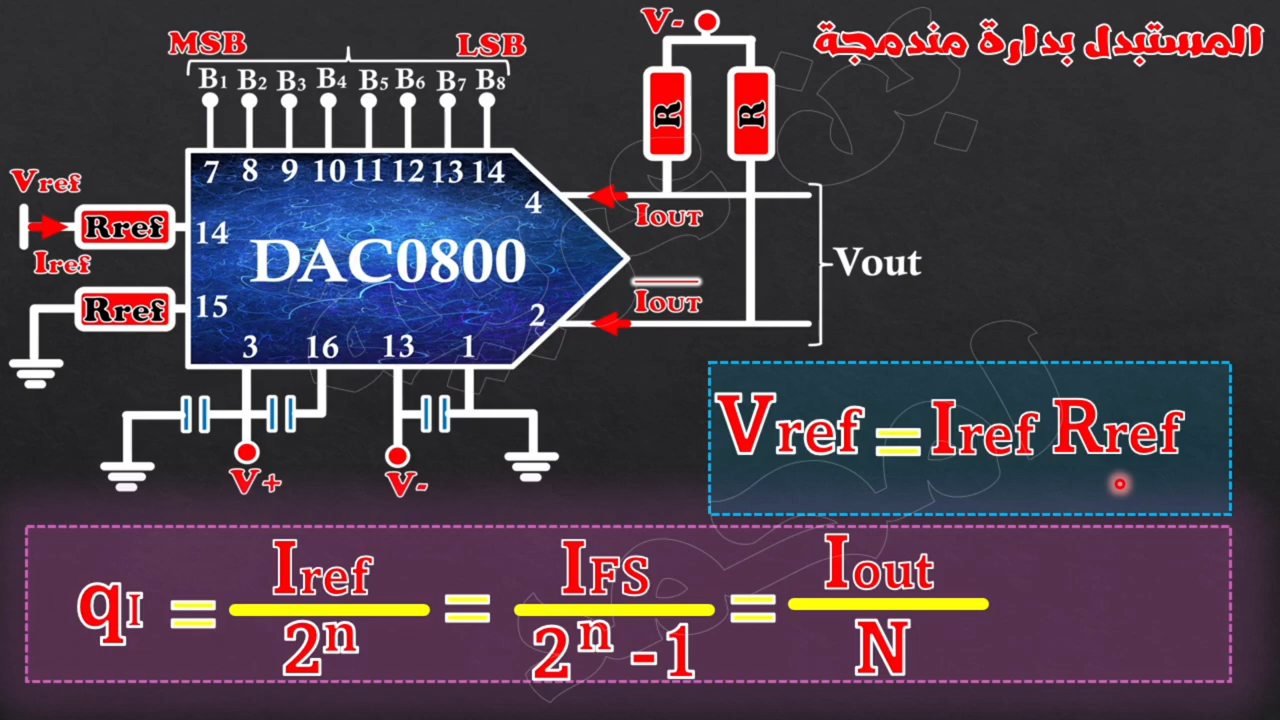 المستبدل بدارة مندمجة
V-
MSB LSB
B1 B2 B3 B4 B5 B6 B7 B8
R R
7 8 9 10 11 12 13 14
4
Vref
Rref
14
IOUT
Iref
DAC0800
Vout
IOUT
Rref
15
2
3 16 13 1
V+ V-
Vref = Iref Rref
qI = Iref / 2^n = IFS / 2^n -1 = Iout / N